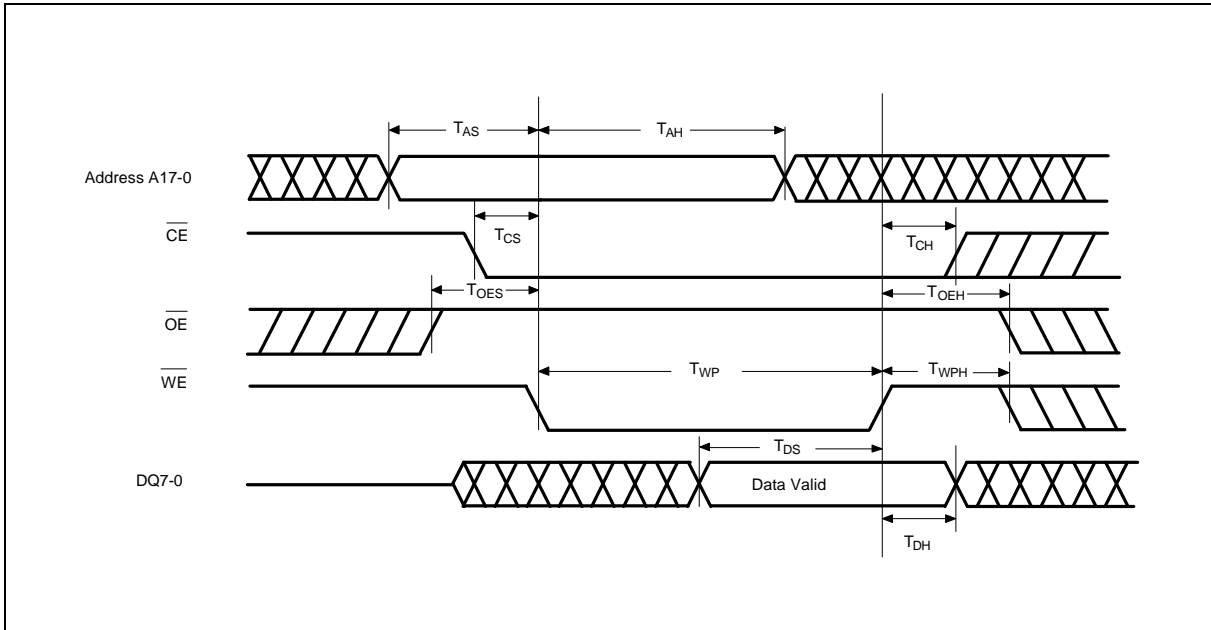 TAS
TAH
Address A17-0
TCS
TCH
CE
TOES
TOEH
OE
TWP
TWPH
WE
TDS
DQ7-0
Data Valid
TDH